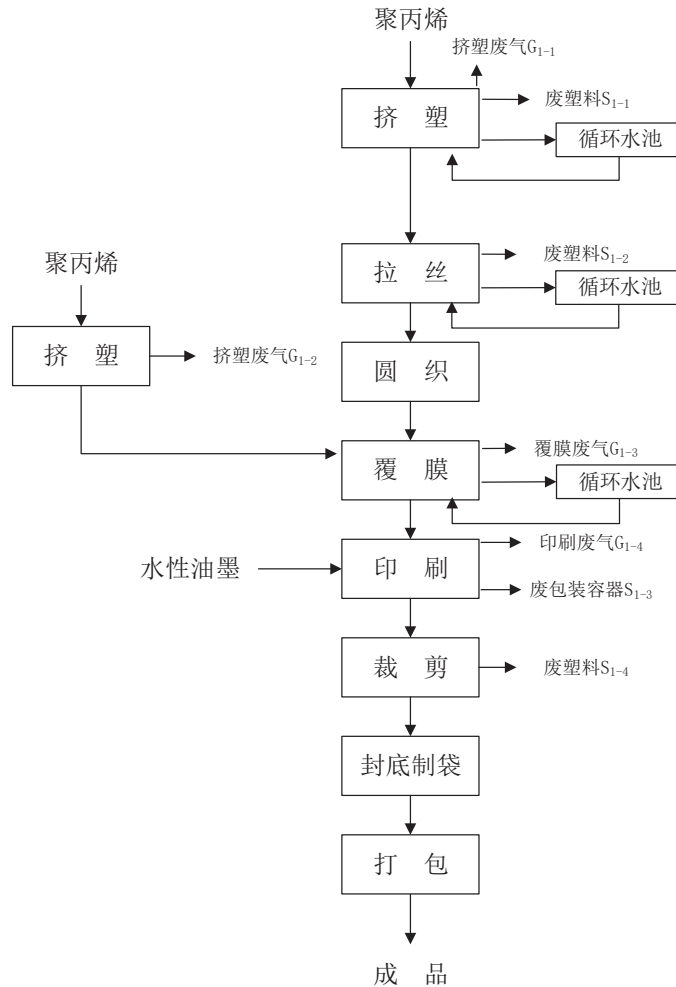 聚丙烯
挤塑废气G₁₋₁
挤 塑
废塑料S₁₋₁
循环水池
聚丙烯
拉 丝
废塑料S₁₋₂
循环水池
挤 塑
挤塑废气G₁₋₂
圆 织
覆 膜
覆膜废气G₁₋₃
循环水池
水性油墨
印 刷
印刷废气G₁₋₄
废包装容器S₁₋₃
裁 剪
废塑料S₁₋₄
封底制袋
打 包
成 品